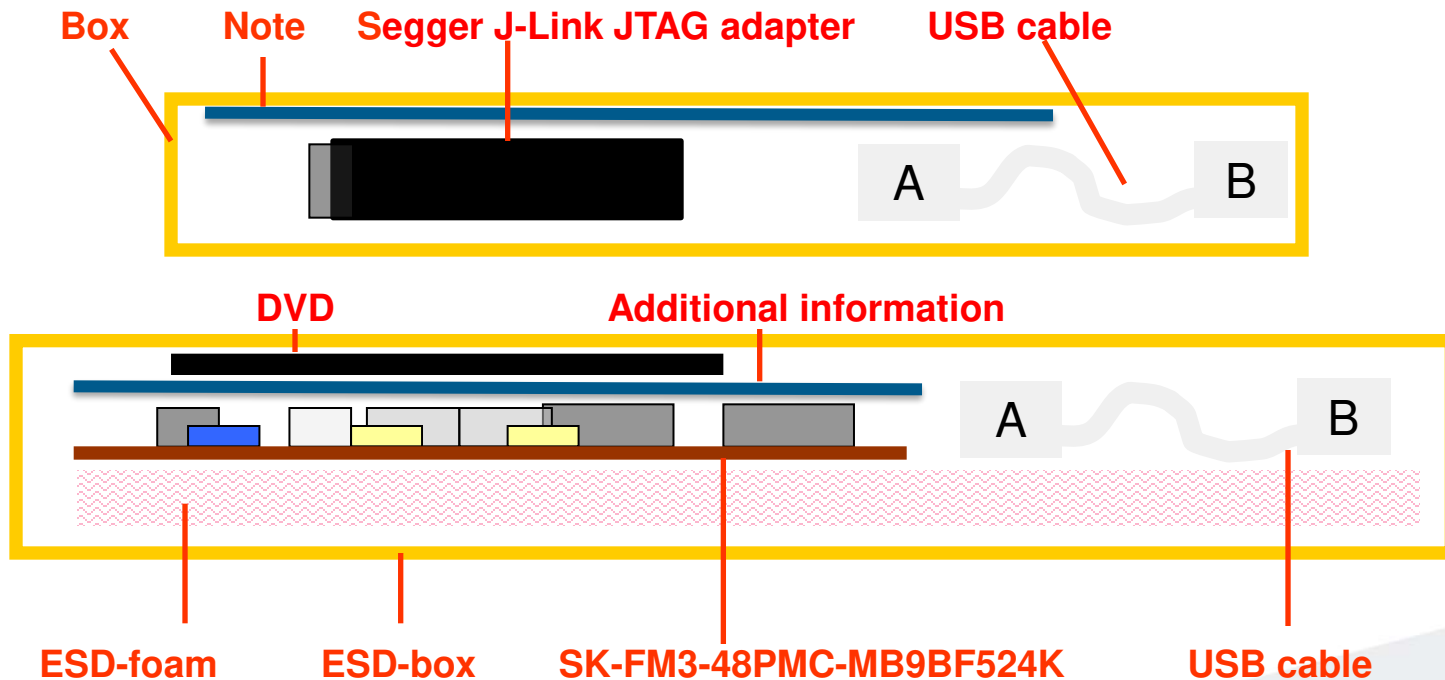 Box Note Segger J-Link JTAG adapter USB cable
A B
DVD Additional information
A B
ESD-foam ESD-box SK-FM3-48PMC-MB9BF524K USB cable